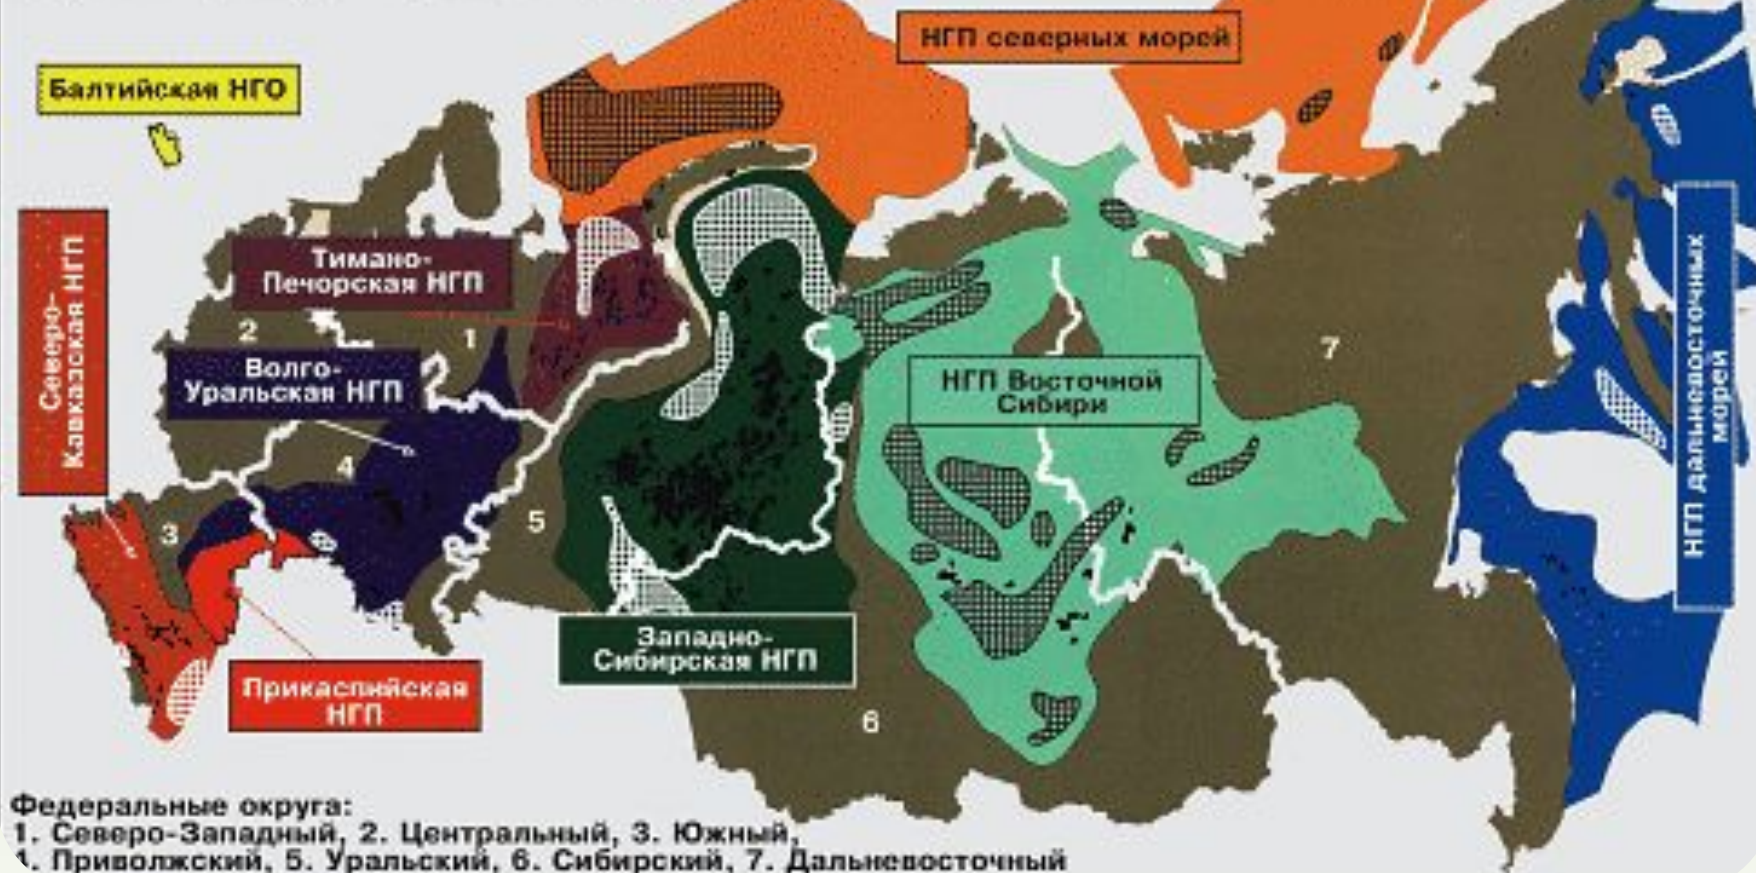 НГП северных морей
Балтийская НГО
Северо-
Кавказская НГП
Тимано-
Печорская НГП
2
1
7
Волго-
Уральская НГП
НГП Восточной
Сибири
НГП дальневосточных
морей
4
3
5
Западно-
Сибирская НГП
Прикаспийская
НГП
6
Федеральные округа:
1. Северо-Западный, 2. Центральный, 3. Южный,
4. Приволжский, 5. Уральский, 6. Сибирский, 7. Дальневосточный